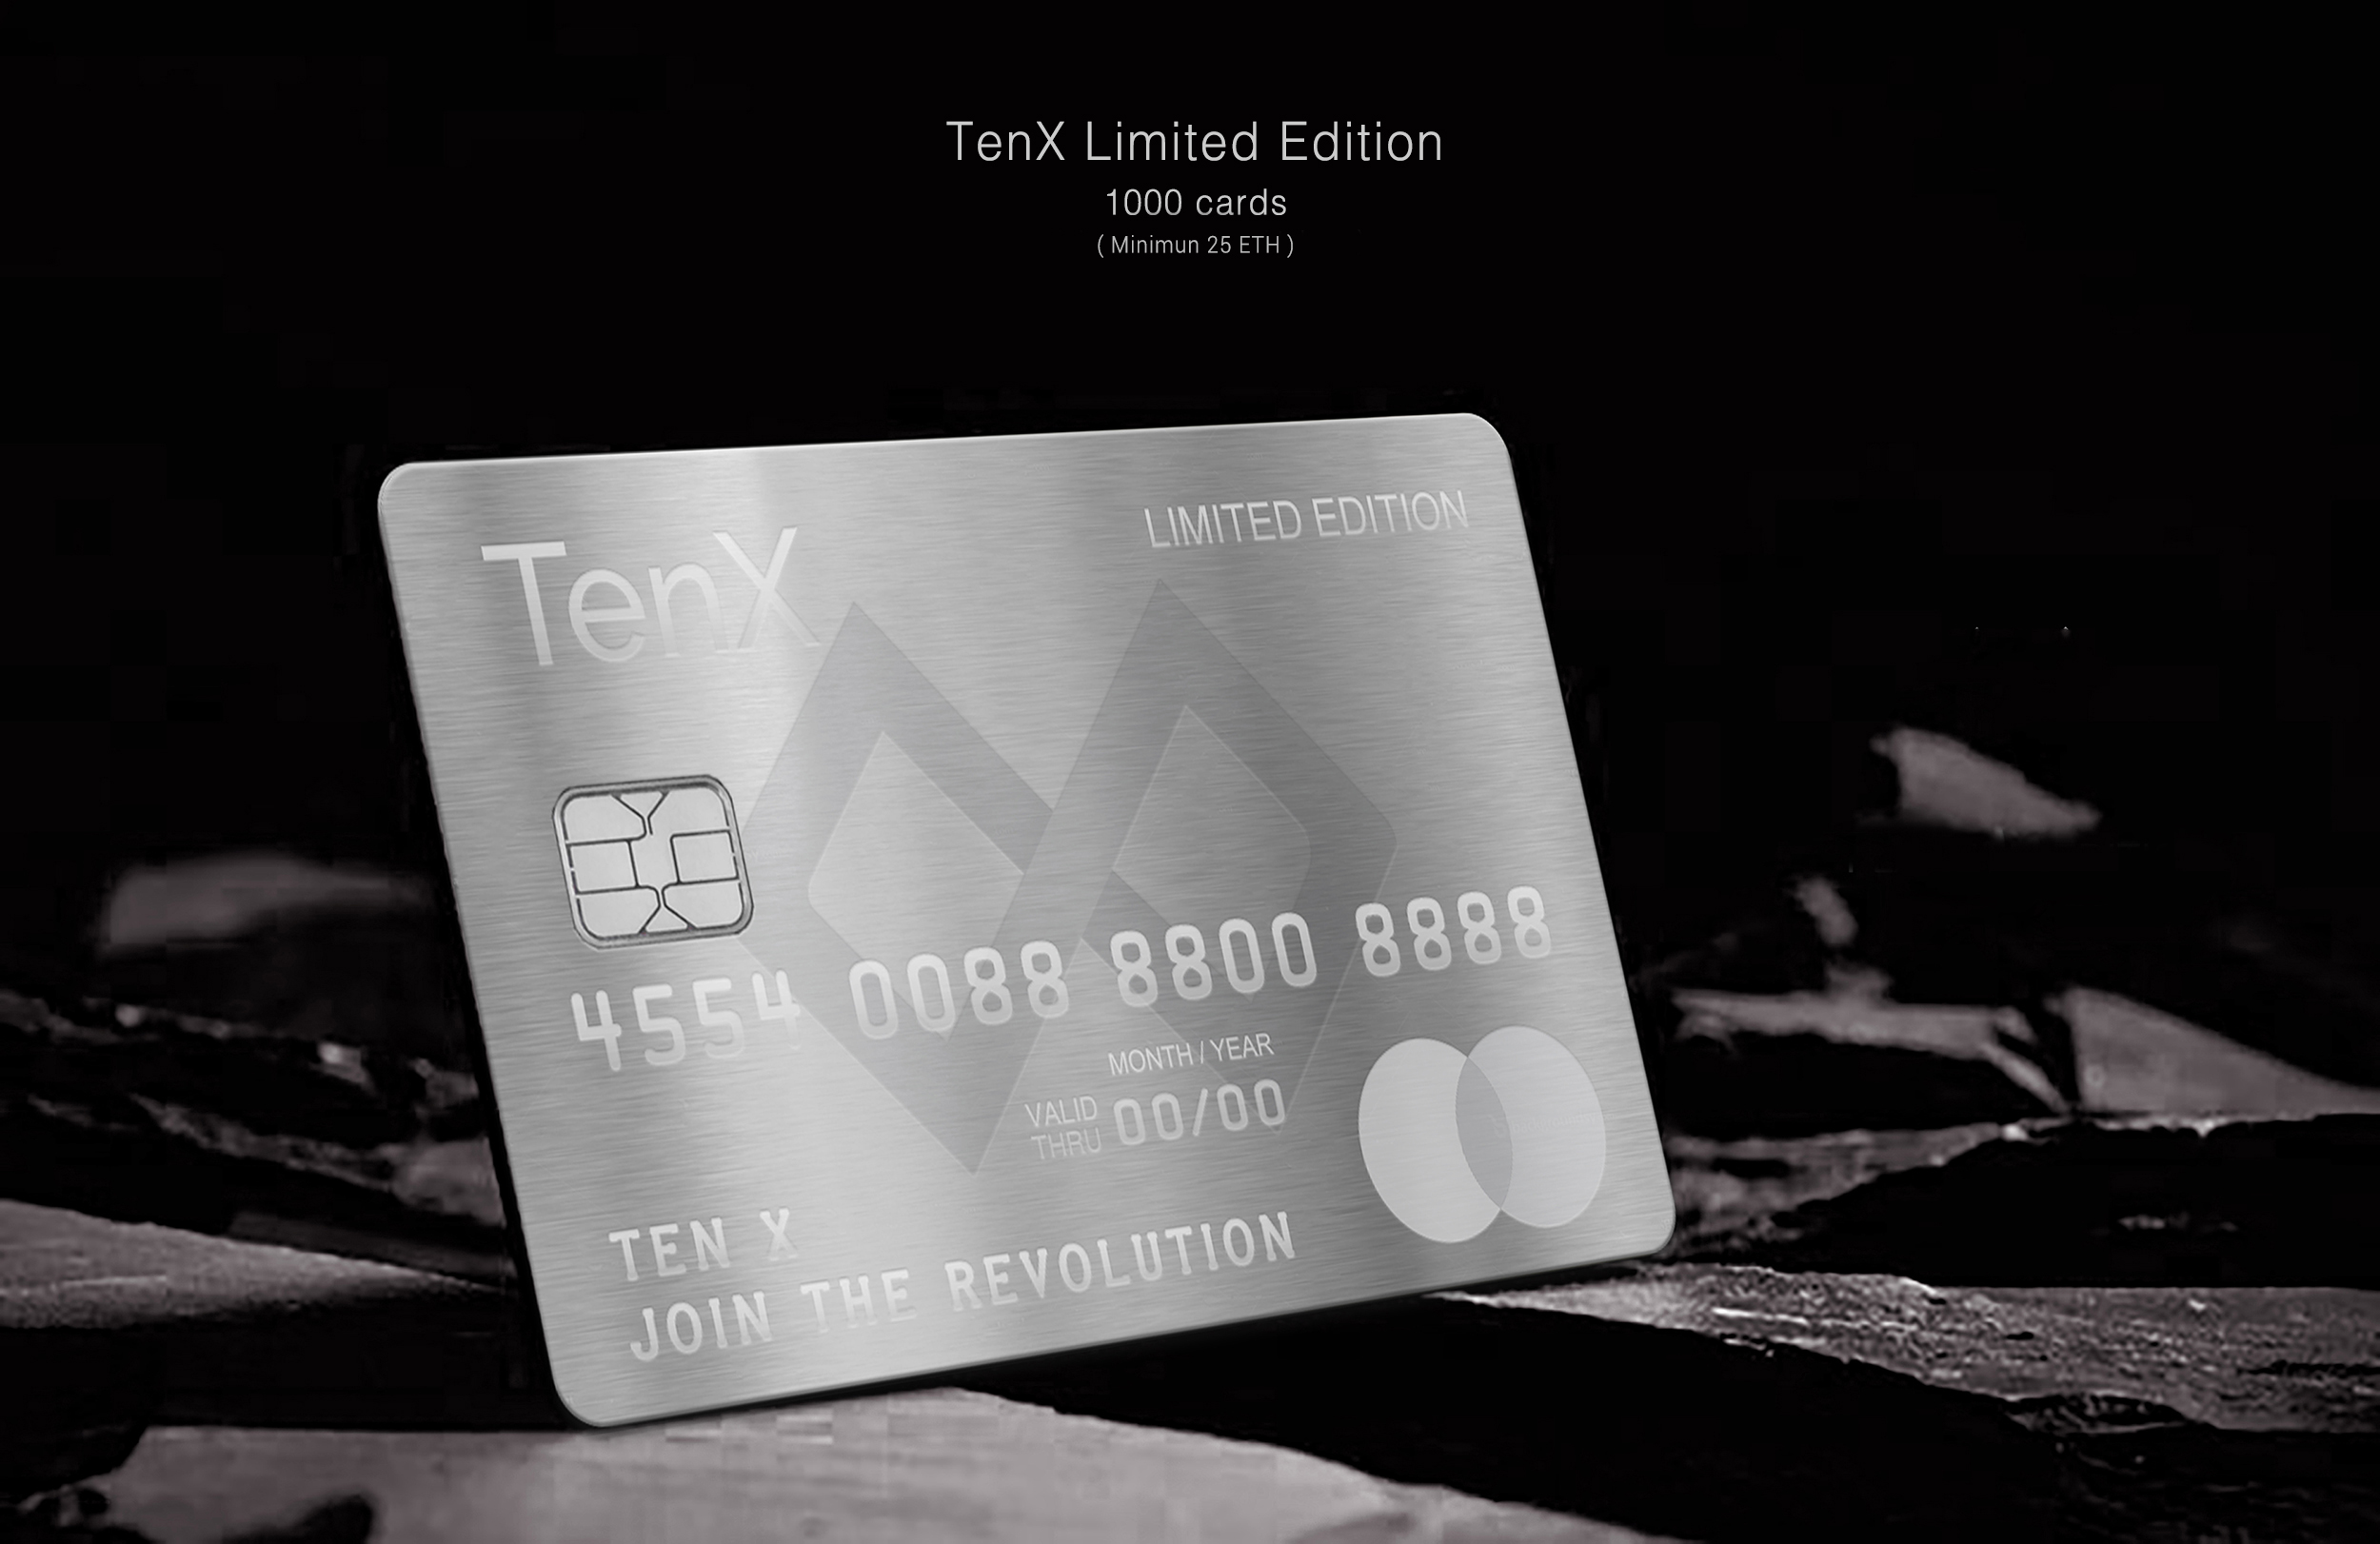 TenX Limited Edition
1000 cards
( Minimun 25 ETH )
TenX
LIMITED EDITION
4554 0088 8800 8888
MONTH / YEAR
VALID
THRU
00/00
TEN X
JOIN THE REVOLUTION